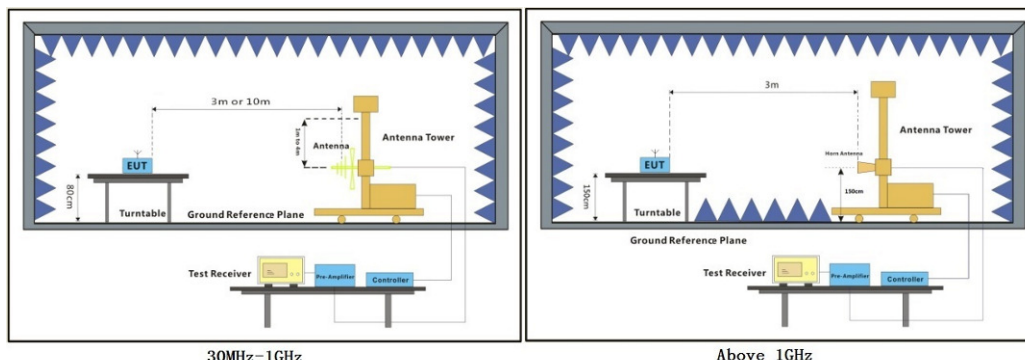 3m or 10m
1m to 4m
Antenna
Antenna Tower
EUT
80cm
Turntable
Ground Reference Plane
Test Receiver
Pre-Amplifier
Controller
30MHz-1GHz
3m
Antenna Tower
Horn Antenna
EUT
150cm
150cm
Turntable
Ground Reference Plane
Test Receiver
Pre-Amplifier
Controller
Above 1GHz